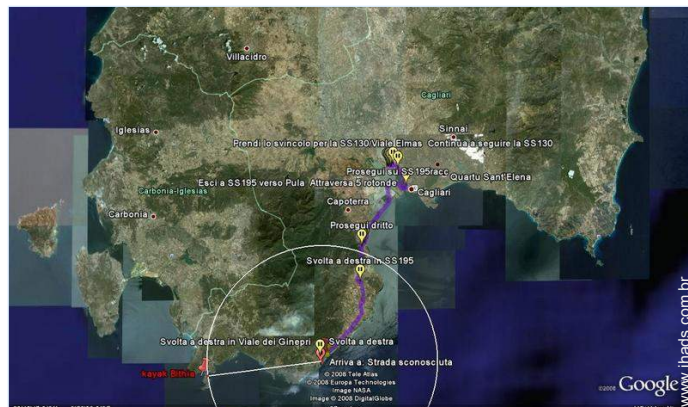 Villacidro
Cagliari
Iglesias
Sinnai
Prendi lo svincolo per la SS130/Viale Elmas Continua a seguire la SS130
Prosegui su SS195racc
Quartu Sant'Elena
Esci a SS195 verso Pula Attraversa 5 rotonde
Carbonia-Iglesias
Cagliari
Capoterra
Carbonia
Prosegui dritto
Svolta a destra in SS195
Svolta a destra in Viale dei Ginepri
Svolta a destra
Arriva a: Strada sconosciuta
kayak Bithia
© 2008 Tele Atlas
© 2008 Europa Technologies
Image NASA
Image © 2008 DigitalGlobe
©2008 Google
www.ibads.com.br